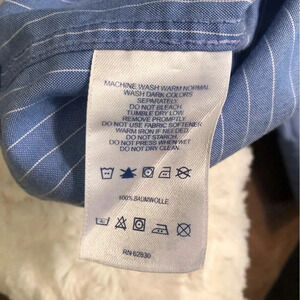 MACHINE WASH WARM NORMAL
WASH DARK COLORS
SEPARATELY.
DO NOT BLEACH.
TUMBLE DRY LOW.
REMOVE PROMPTLY.
DO NOT USE FABRIC SOFTENER
WARM IRON IF NEEDED
DO NOT STARCH.
DO NOT PRESS WHEN WET
DO NOT DRY CLEAN.
100% BAUMWOLLE
RN 62830